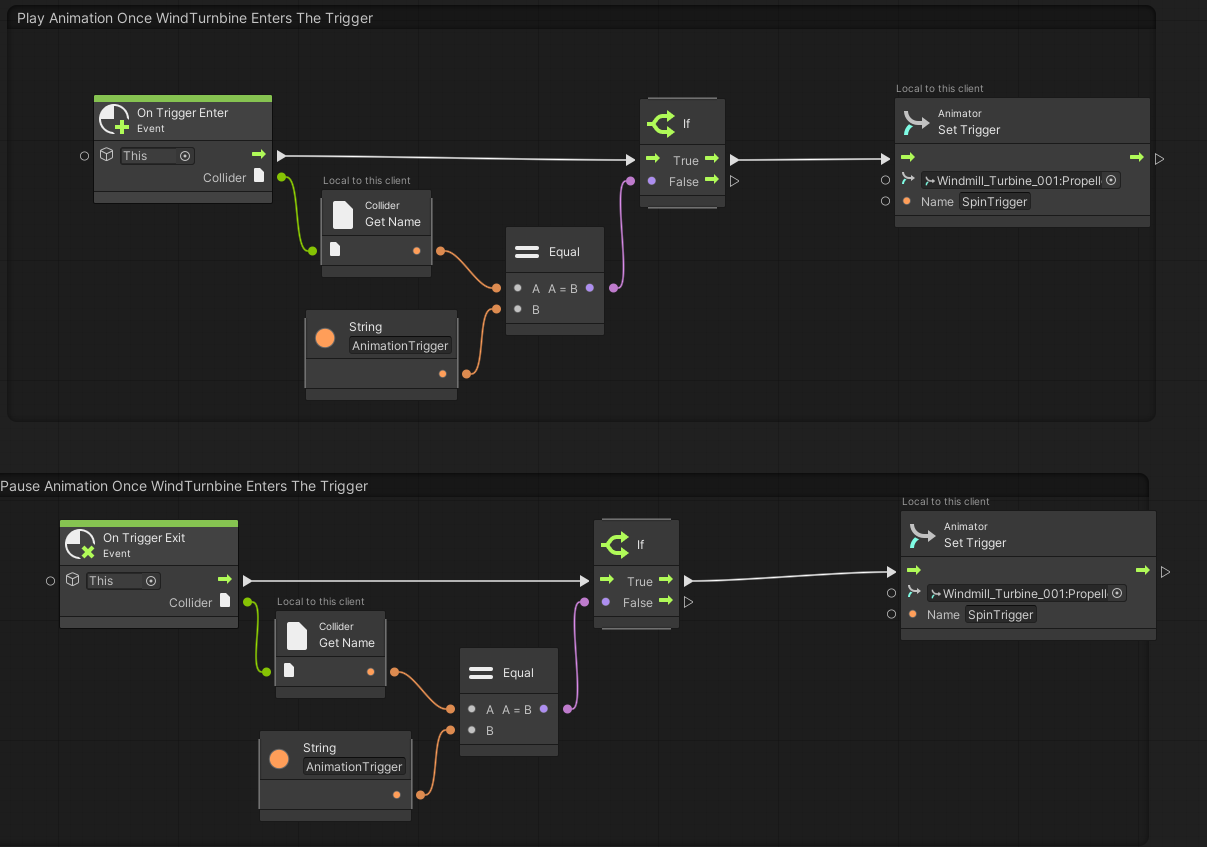 Play Animation Once WindTurnbine Enters The Trigger
Local to this client
Animator
Set Trigger
On Trigger Enter
Event
If
This
True
Collider
False
Windmill_Turbine_001:Propell
Name SpinTrigger
Local to this client
Collider
Get Name
Equal
A A = B
B
String
AnimationTrigger
Pause Animation Once WindTurnbine Enters The Trigger
Local to this client
Animator
Set Trigger
On Trigger Exit
Event
If
This
True
Collider
False
Windmill_Turbine_001:Propell
Name SpinTrigger
Local to this client
Collider
Get Name
Equal
A A = B
B
String
AnimationTrigger